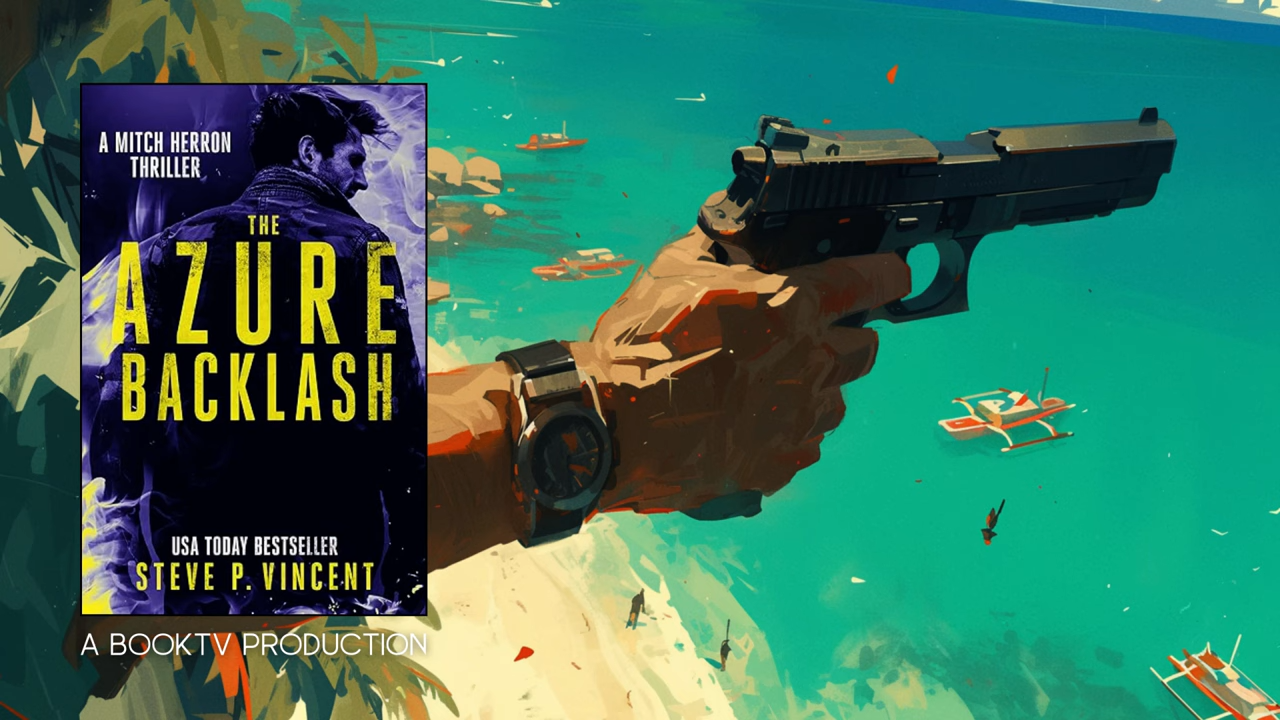 A MITCH HERRON
THRILLER
THE
AZURE
BACKLASH
USA TODAY BESTSELLER
STEVE P. VINCENT
A BOOKTV PRODUCTION